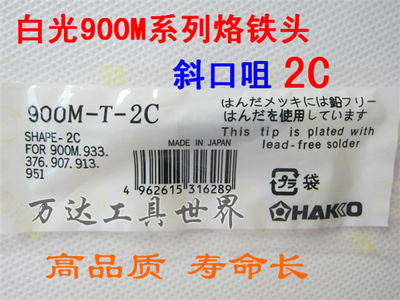 白光900M系列烙铁头
斜口咀 2C
900M-T-2C
SHAPE-2C
FOR 900M.933.
376.907.913.
951
MADE IN JAPAN
4 962615 316289
はんだメッキには鉛フリー
はんだを使用しています
This tip is plated with
lead-free solder
プラ 袋
HAKKO
万达工具世界
高品质 寿命长